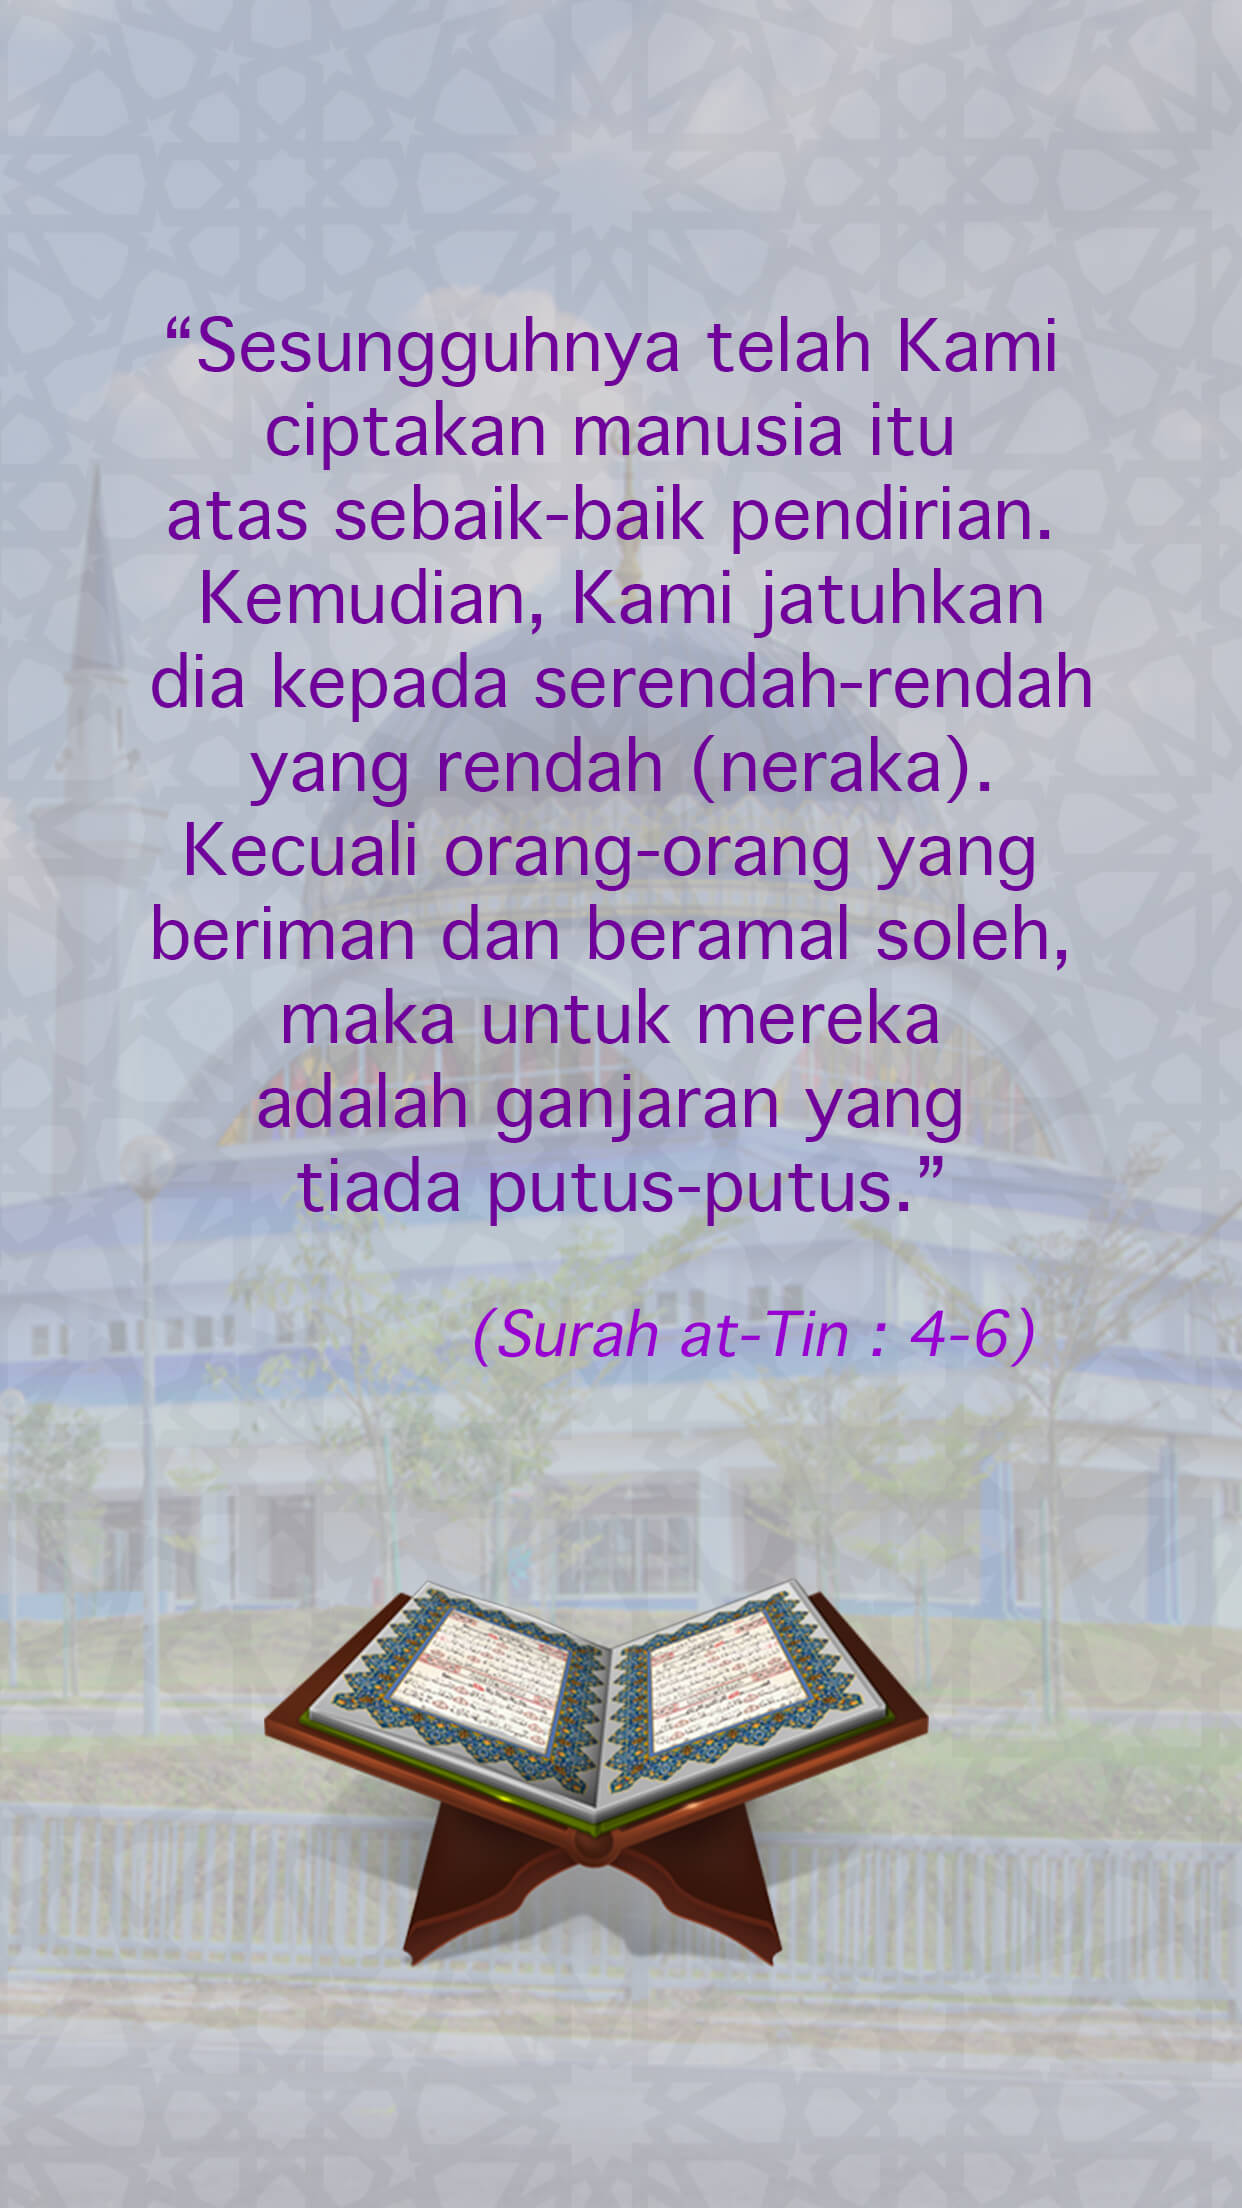 “Sesungguhnya telah Kami
ciptakan manusia itu
atas sebaik-baik pendirian.
Kemudian, Kami jatuhkan
dia kepada serendah-rendah
yang rendah (neraka).
Kecuali orang-orang yang
beriman dan beramal soleh,
maka untuk mereka
adalah ganjaran yang
tiada putus-putus.”
(Surah at-Tin : 4-6)